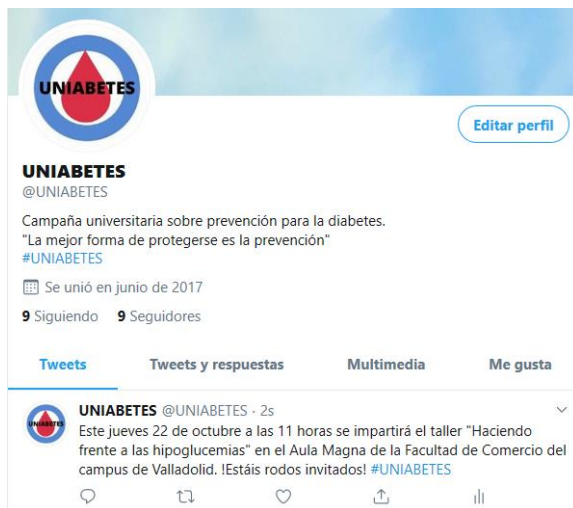 UNIABETES
Editar perfil
UNIABETES
@UNIABETES
Campaña universitaria sobre prevención para la diabetes.
"La mejor forma de protegerse es la prevención"
#UNIABETES
Se unió en junio de 2017
9 Siguiendo 9 Seguidores
Tweets Tweets y respuestas Multimedia Me gusta
UNIABETES
UNIABETES @UNIABETES · 2s
Este jueves 22 de octubre a las 11 horas se impartirá el taller "Haciendo
frente a las hipoglucemias" en el Aula Magna de la Facultad de Comercio del
campus de Valladolid. !Estáis rodos invitados! #UNIABETES